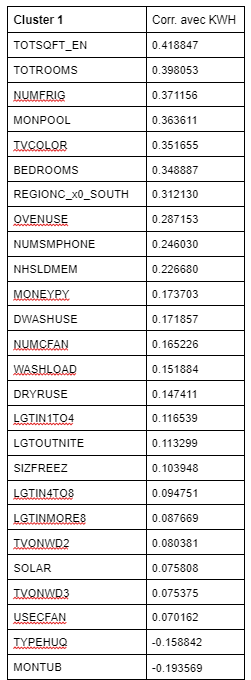 Cluster 1 Corr. avec KWH
TOTSQFT_EN 0.418847
TOTROOMS 0.398053
NUMFRIG 0.371156
MONPOOL 0.363611
TVCOLOR 0.351655
BEDROOMS 0.348887
REGIONC_x0_SOUTH 0.312130
OVENUSE 0.287153
NUMSMPHONE 0.246030
NHSLDMEM 0.226680
MONEYPY 0.173703
DWASHUSE 0.171857
NUMCFAN 0.165226
WASHLOAD 0.151884
DRYRUSE 0.147411
LGTIN1TO4 0.116539
LGTOUTNITE 0.113299
SIZFREEZ 0.103948
LGTIN4TO8 0.094751
LGTINMORE8 0.087669
TVONWD2 0.080381
SOLAR 0.075808
TVONWD3 0.075375
USECFAN 0.070162
TYPEHUQ -0.158842
MONTUB -0.193569